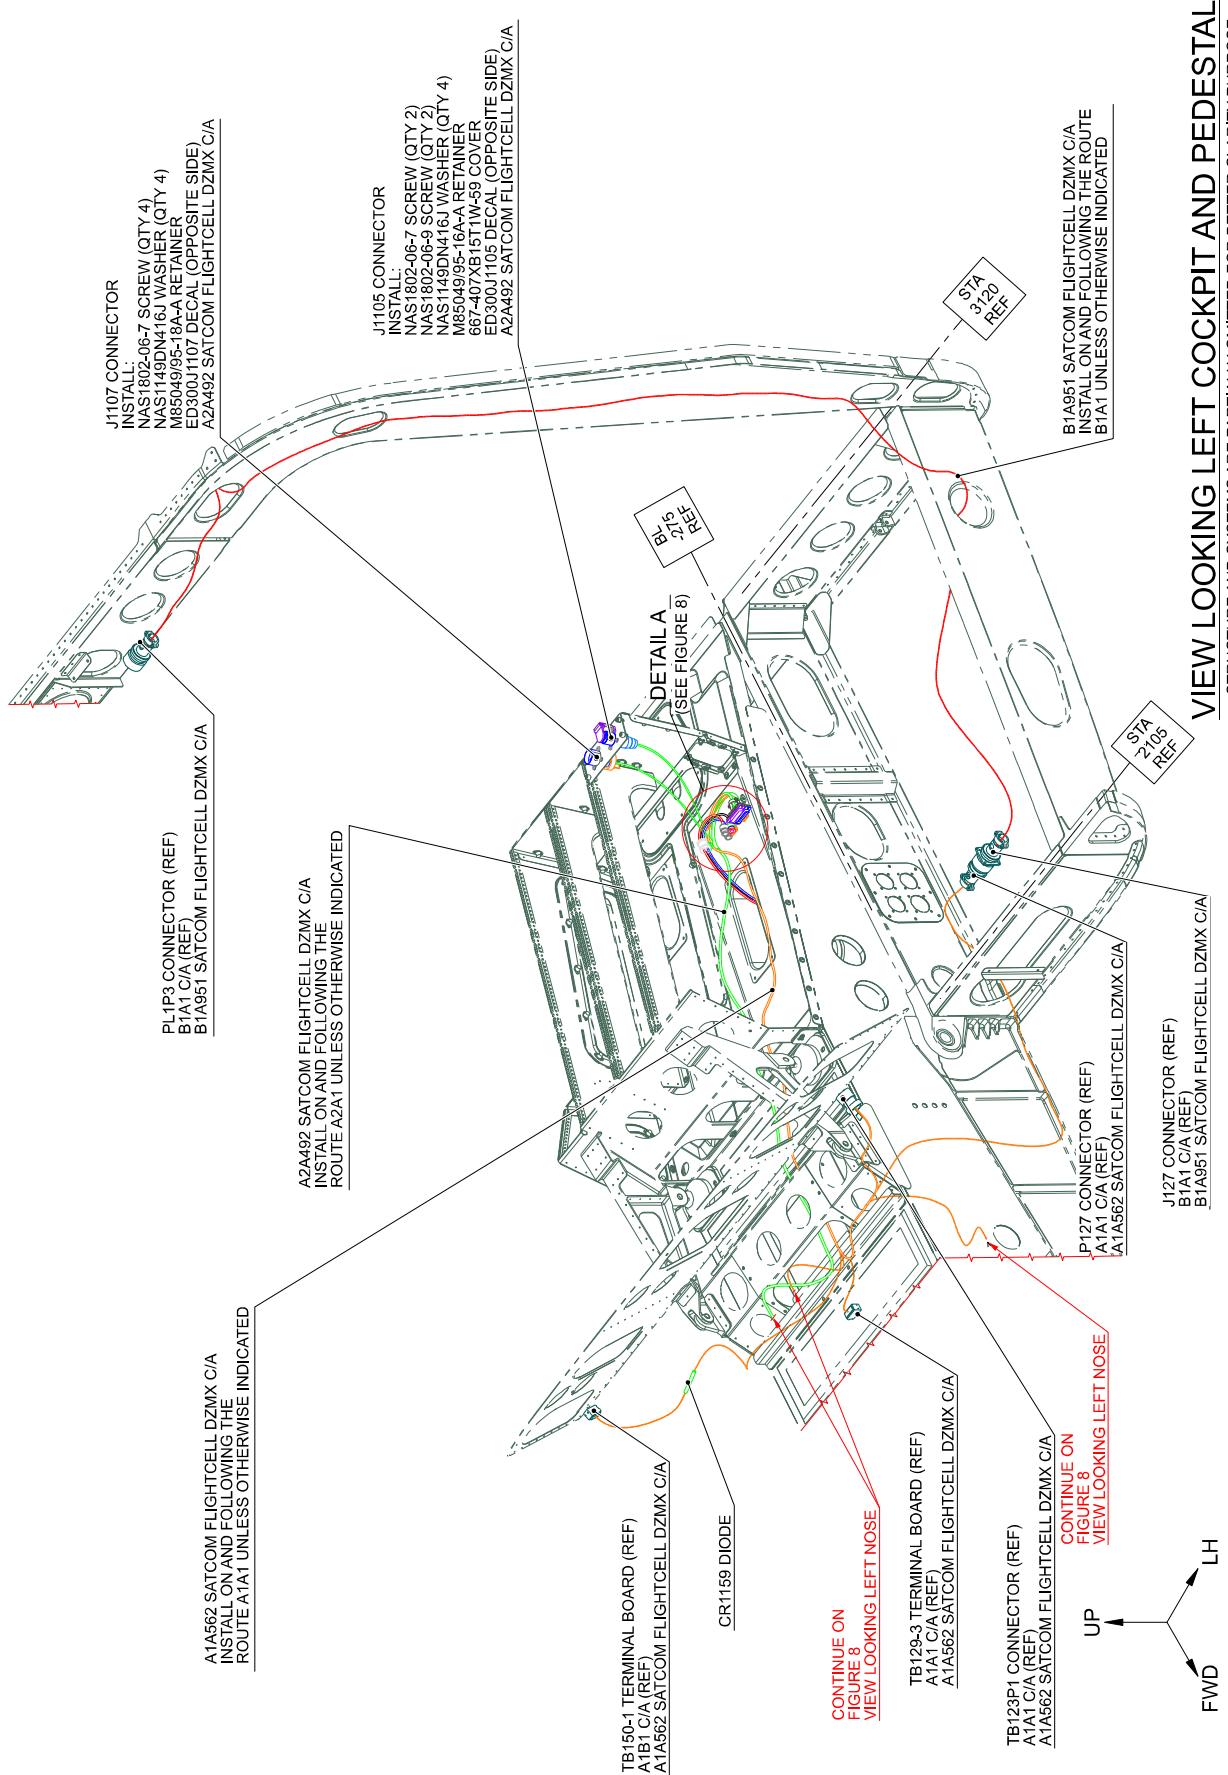 J1107 CONNECTOR
INSTALL:
NAS1802-06-7 SCREW (QTY 4)
NAS1149DN416J WASHER (QTY 4)
M85049/95-18A-A RETAINER
ED300J1107 DECAL (OPPOSITE SIDE)
A2A492 SATCOM FLIGHTCELL DZMX C/A
J1105 CONNECTOR
INSTALL:
NAS1802-06-7 SCREW (QTY 2)
NAS1802-06-9 SCREW (QTY 2)
NAS1149DN416J WASHER (QTY 4)
M85049/95-16A-A RETAINER
667-407XB15T1W-59 COVER
ED300J1105 DECAL (OPPOSITE SIDE)
A2A492 SATCOM FLIGHTCELL DZMX C/A
PL1P3 CONNECTOR (REF)
B1A1 C/A (REF)
B1A951 SATCOM FLIGHTCELL DZMX C/A
A2A492 SATCOM FLIGHTCELL DZMX C/A
INSTALL ON AND FOLLOWING THE
ROUTE A2A1 UNLESS OTHERWISE INDICATED
A1A562 SATCOM FLIGHTCELL DZMX C/A
INSTALL ON AND FOLLOWING THE
ROUTE A1A1 UNLESS OTHERWISE INDICATED
BL
-275
REF
DETAIL A
(SEE FIGURE 8)
STA
3120
REF
B1A951 SATCOM FLIGHTCELL DZMX C/A
INSTALL ON AND FOLLOWING THE ROUTE
B1A1 UNLESS OTHERWISE INDICATED
STA
2105
REF
TB150-1 TERMINAL BOARD (REF)
A1B1 C/A (REF)
A1A562 SATCOM FLIGHTCELL DZMX C/A
CR1159 DIODE
CONTINUE ON
FIGURE 8
VIEW LOOKING LEFT NOSE
TB129-3 TERMINAL BOARD (REF)
A1A1 C/A (REF)
A1A562 SATCOM FLIGHTCELL DZMX C/A
TB123P1 CONNECTOR (REF)
A1A1 C/A (REF)
A1A562 SATCOM FLIGHTCELL DZMX C/A
CONTINUE ON
FIGURE 8
VIEW LOOKING LEFT NOSE
P127 CONNECTOR (REF)
A1A1 C/A (REF)
A1A562 SATCOM FLIGHTCELL DZMX C/A
J127 CONNECTOR (REF)
B1A1 C/A (REF)
B1A951 SATCOM FLIGHTCELL DZMX C/A
UP
FWD
LH
VIEW LOOKING LEFT COCKPIT AND PEDESTAL